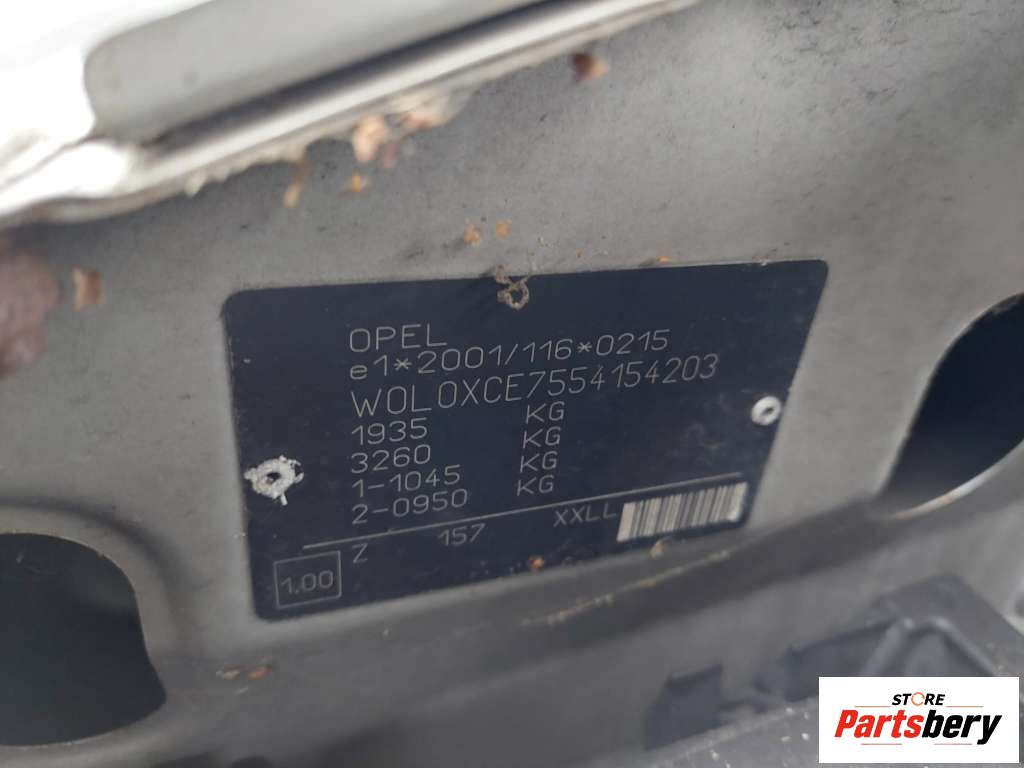 OPEL
e1*2001/116*0215
W0L0XCE7554154203
1935 KG
3260 KG
1-1045 KG
2-0950 KG
Z 157 XXLL
1.00
STORE
Partsbery